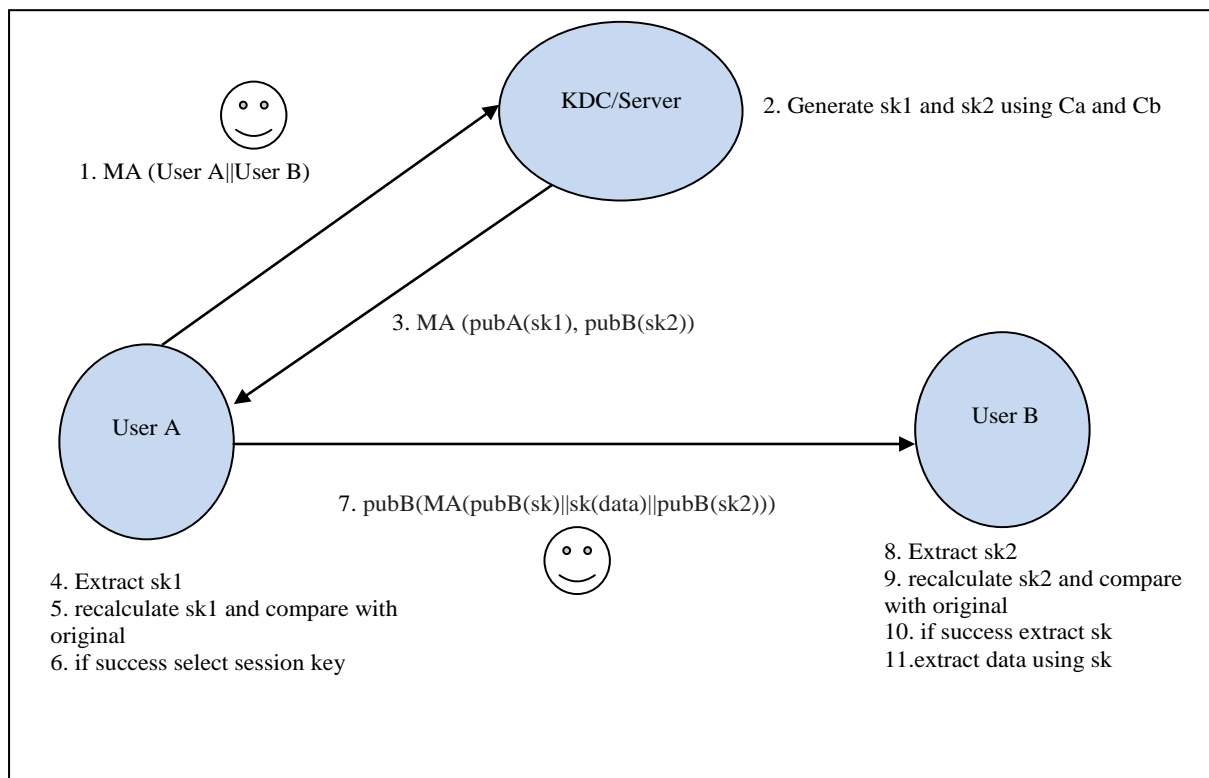 KDC/Server
2. Generate sk1 and sk2 using Ca and Cb
1. MA (User A||User B)
3. MA (pubA(sk1), pubB(sk2))
User A
User B
7. pubB(MA(pubB(sk)||sk(data)||pubB(sk2)))
4. Extract sk1
5. recalculate sk1 and compare with
original
6. if success select session key
8. Extract sk2
9. recalculate sk2 and compare
with original
10. if success extract sk
11.extract data using sk